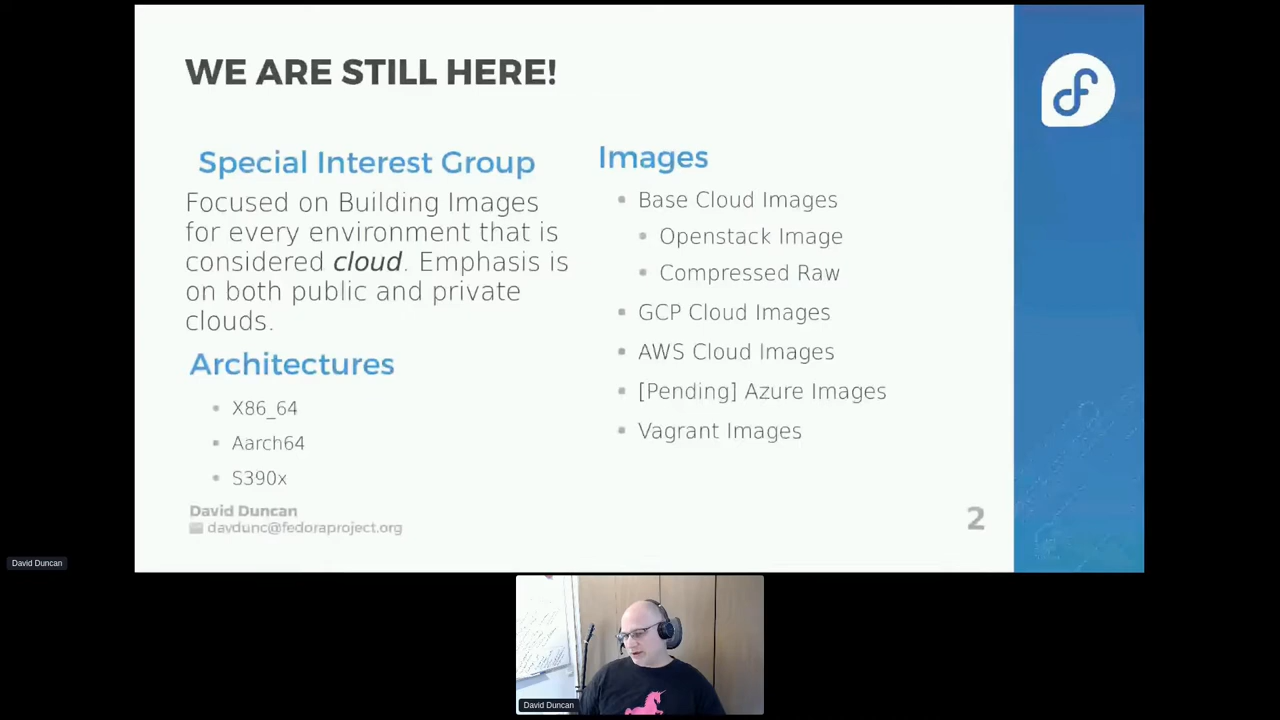 WE ARE STILL HERE!
Special Interest Group
Focused on Building Images
for every environment that is
considered cloud. Emphasis is
on both public and private
clouds.
Architectures
X86_64
Aarch64
S390x
Images
Base Cloud Images
Openstack Image
Compressed Raw
GCP Cloud Images
AWS Cloud Images
[Pending] Azure Images
Vagrant Images
David Duncan
davdunc@fedoraproject.org
2
David Duncan
David Duncan